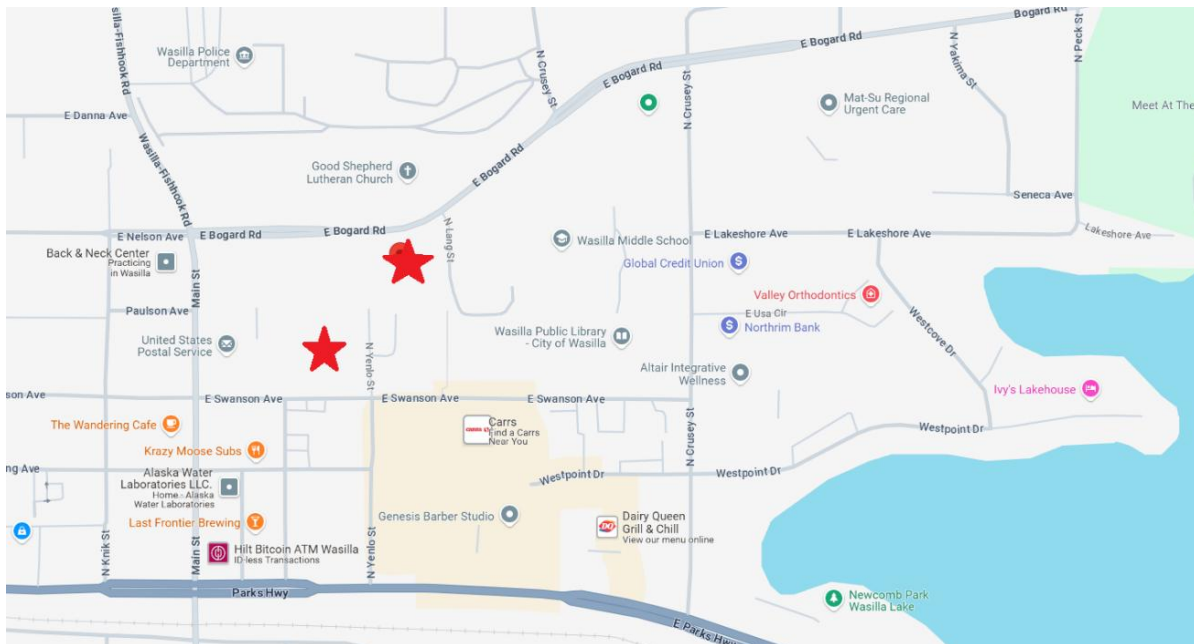 Bogard Rd
E Bogard Rd
N Peck St
N Yakima St
asilla-Fishhook Rd
Wasilla Police
Department
N Crusey St
E Bogard Rd
N Crusey St
Mat-Su Regional
Urgent Care
Meet At The
E Danna Ave
Wasilla-Fishhook Rd
Good Shepherd
Lutheran Church
E Bogard Rd
Seneca Ave
E Nelson Ave
E Bogard Rd
E Bogard Rd
N Lang St
Wasilla Middle School
E Lakeshore Ave
E Lakeshore Ave
Lakeshore Ave
Back & Neck Center
Practicing
in Wasilla
Main St
Global Credit Union
Valley Orthodontics
Paulson Ave
E Usa Cir
Northrim Bank
Westcove Dr
United States
Postal Service
N Yenlo St
Wasilla Public Library
- City of Wasilla
Altair Integrative
Wellness
Ivy's Lakehouse
son Ave
E Swanson Ave
E Swanson Ave
E Swanson Ave
The Wandering Cafe
Carrs
Find a Carrs
Near You
N Crusey St
Westpoint Dr
Krazy Moose Subs
ng Ave
Alaska Water
Laboratories LLC.
Home - Alaska
Water Laboratories
Westpoint Dr
Westpoint Dr
Last Frontier Brewing
Genesis Barber Studio
DQ
Dairy Queen
Grill & Chill
View our menu online
N Knik St
Main St
Hilt Bitcoin ATM Wasilla
ID-less Transactions
N Yenlo St
Parks Hwy
E Parks Hwy
Newcomb Park
Wasilla Lake